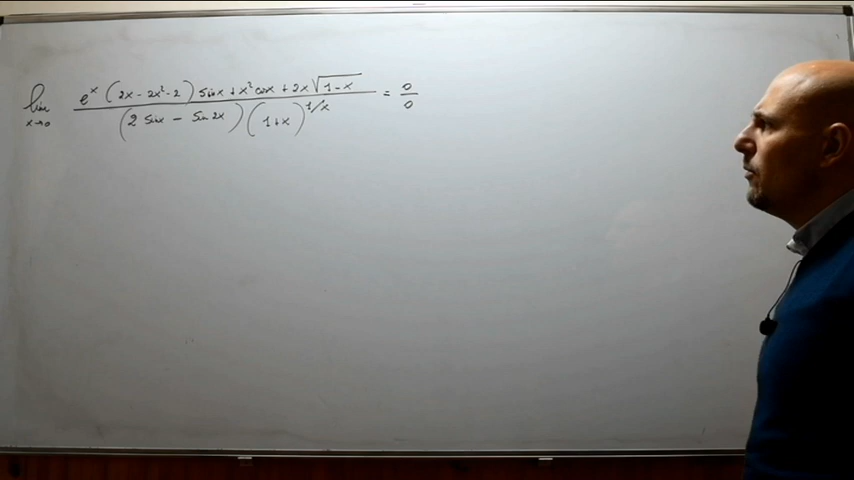 lim x→0 e^x (2x - 2x² - 2) sin x + x² cos x + 2x √(1 - x) / (2 sin x - sin 2x) (1 + x)^(1/x) = 0/0